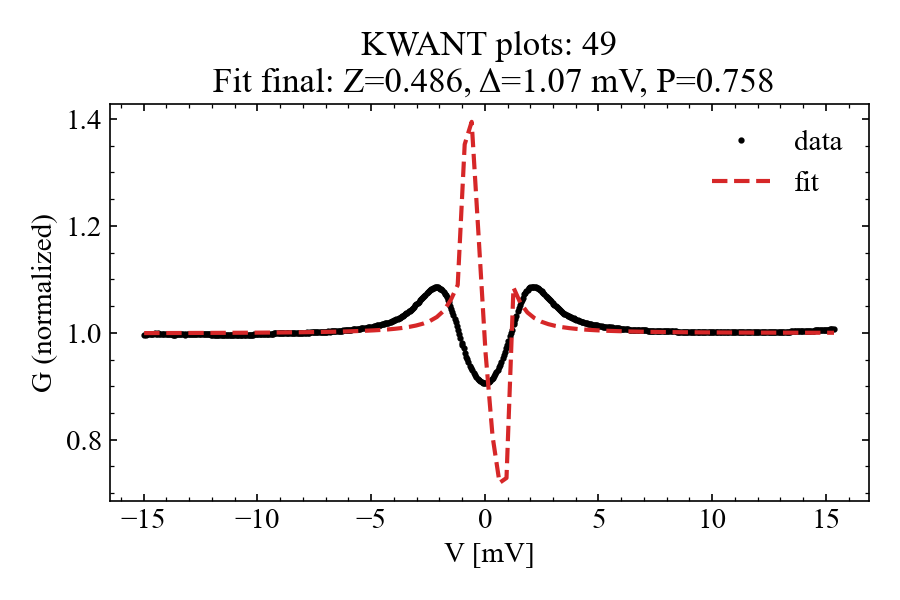 KWANT plots: 49
Fit final: Z=0.486, Δ=1.07 mV, P=0.758
data
fit
G (normalized)
1.4
1.2
1.0
0.8
−15
−10
−5
0
5
10
15
V [mV]